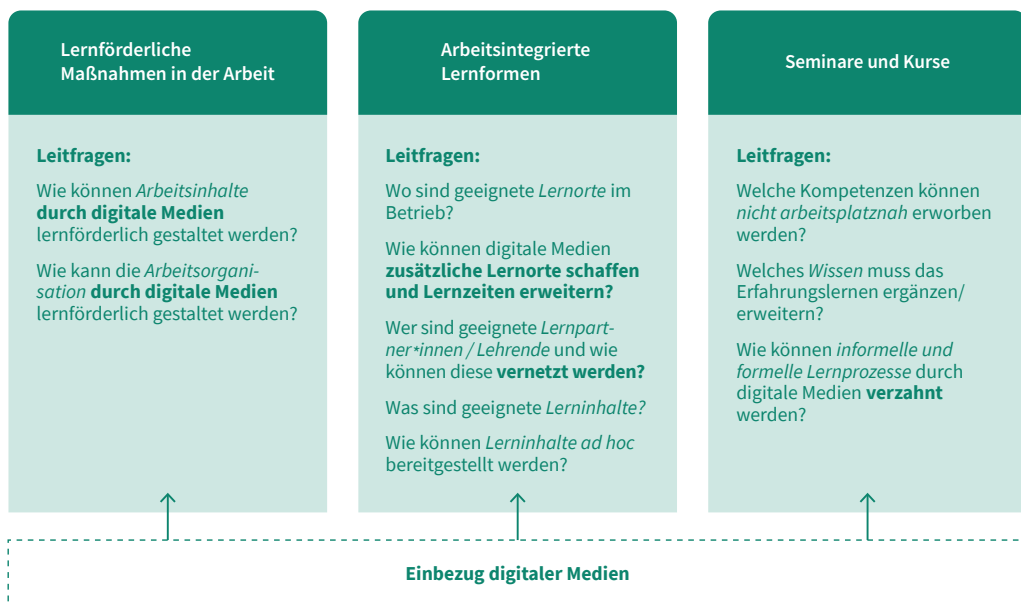 Lernförderliche
Maßnahmen in der Arbeit
Leitfragen:
Wie können Arbeitsinhalte
durch digitale Medien
lernförderlich gestaltet werden?
Wie kann die Arbeitsorgani-
sation durch digitale Medien
lernförderlich gestaltet werden?
Arbeitsintegrierte
Lernformen
Leitfragen:
Wo sind geeignete Lernorte im
Betrieb?
Wie können digitale Medien
zusätzliche Lernorte schaffen
und Lernzeiten erweitern?
Wer sind geeignete Lernpart-
ner*innen / Lehrende und wie
können diese vernetzt werden?
Was sind geeignete Lerninhalte?
Wie können Lerninhalte ad hoc
bereitgestellt werden?
Seminare und Kurse
Leitfragen:
Welche Kompetenzen können
nicht arbeitsplatznah erworben
werden?
Welches Wissen muss das
Erfahrungslernen ergänzen/
erweitern?
Wie können informelle und
formelle Lernprozesse durch
digitale Medien verzahnt
werden?
Einbezug digitaler Medien